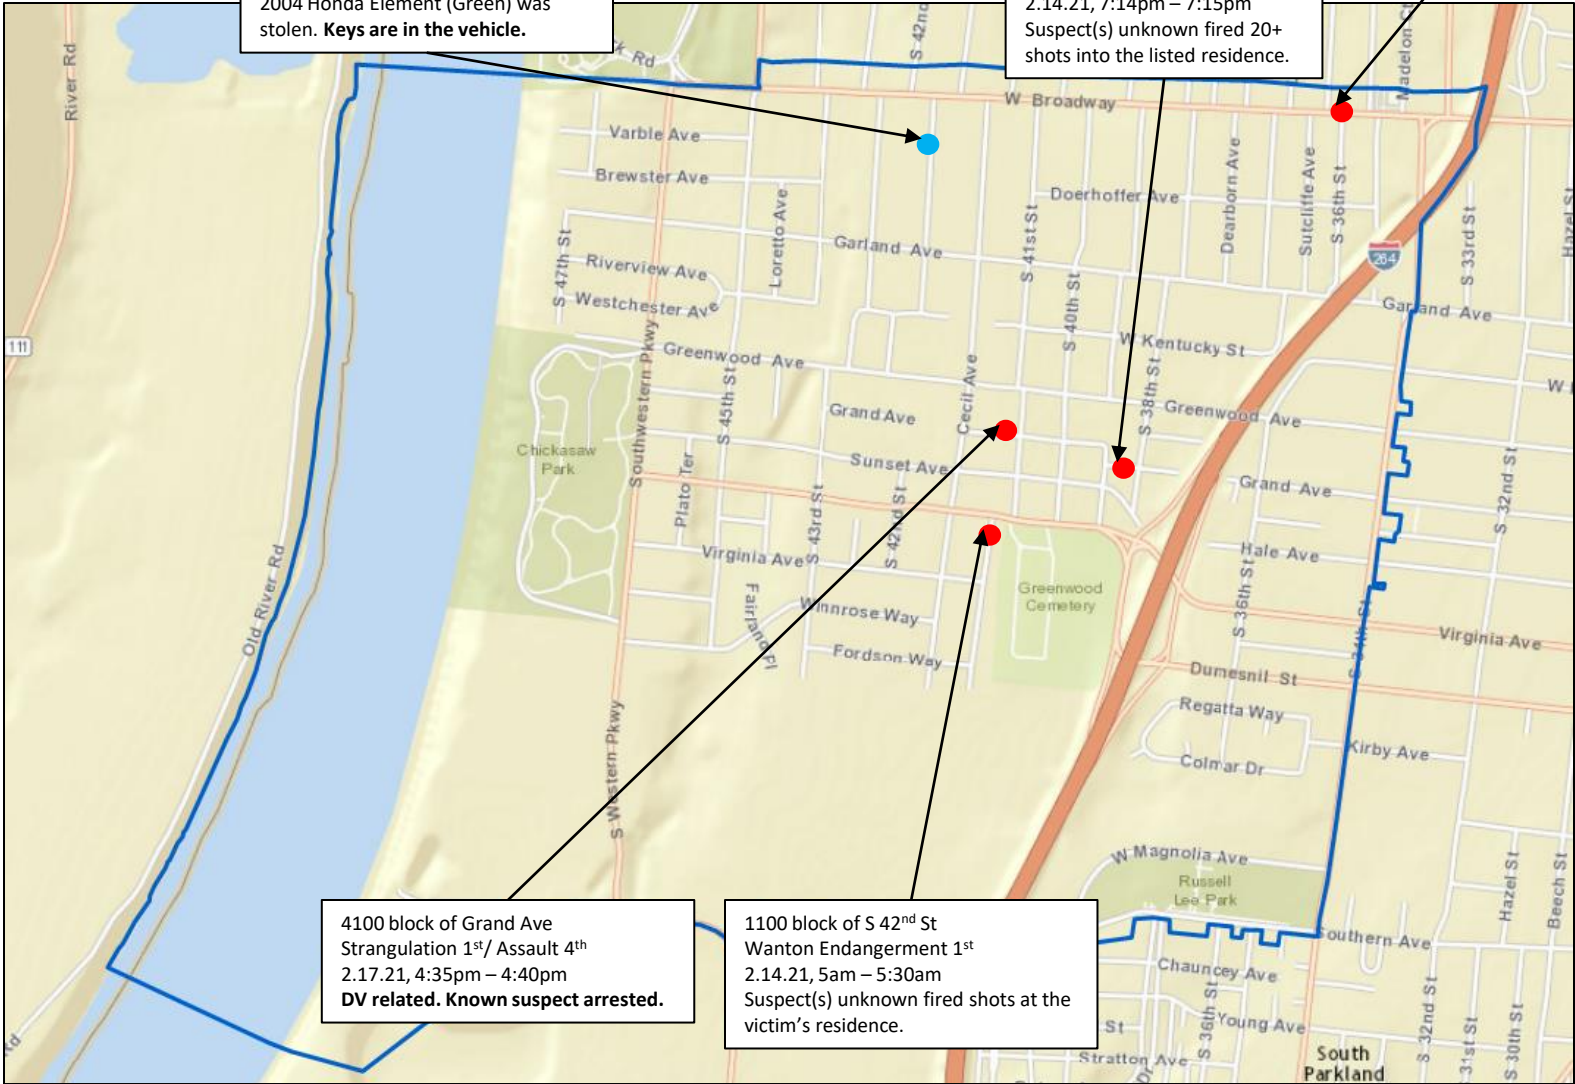 2004 Honda Element (Green) was
stolen. Keys are in the vehicle.
2.14.21, 7:14pm – 7:15pm
Suspect(s) unknown fired 20+
shots into the listed residence.
River Rd
Rd
S 42nd
Madelon Ct
W Broadway
Varble Ave
Brewster Ave
Doerhoffer Ave
Dearborn Ave
Sutcliffe Ave
S 36th St
S 33rd St
Hazel St
Loretto Ave
S 41st St
Garland Ave
S 47th St
Riverview Ave
Westchester Ave
264
Garland Ave
S 40th St
111
W Kentucky St
Greenwood Ave
Southwestern Pkwy
S 45th St
Cecil Ave
S 38th St
W
Grand Ave
Greenwood Ave
Chickasaw
Park
Sunset Ave
Plato Ter
S 43rd St
S 42nd St
Grand Ave
S 32nd St
Virginia Ave
Hale Ave
Old River Rd
Fairland Pl
Winnrose Way
Greenwood
Cemetery
S 36th St
S 34th St
Virginia Ave
Fordson Way
Dumesnil St
Regatta Way
Kirby Ave
Colmar Dr
S Western Pkwy
W Magnolia Ave
Russell
Lee Park
Hazel St
Beech St
4100 block of Grand Ave
Strangulation 1st/ Assault 4th
2.17.21, 4:35pm – 4:40pm
DV related. Known suspect arrested.
1100 block of S 42nd St
Wanton Endangerment 1st
2.14.21, 5am – 5:30am
Suspect(s) unknown fired shots at the
victim's residence.
Southern Ave
Chauncey Ave
S 36th St
Young Ave
St
Stratton Ave
Dr
S 32nd St
31st St
S 30th St
South
Parkland
Rd